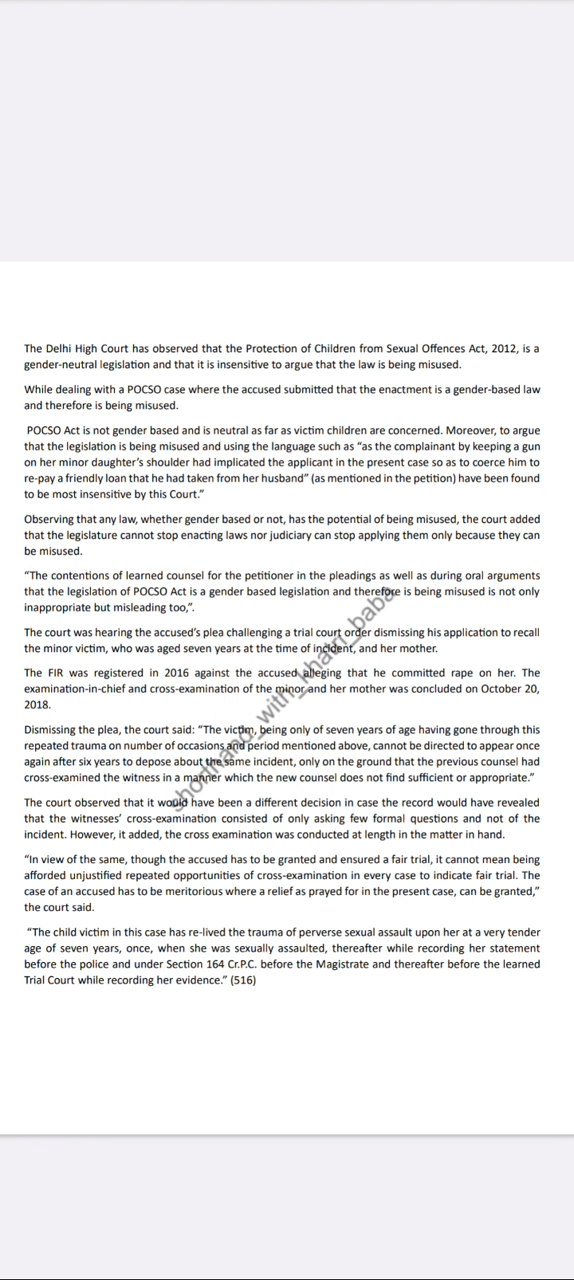 The Delhi High Court has observed that the Protection of Children from Sexual Offences Act, 2012, is a
gender-neutral legislation and that it is insensitive to argue that the law is being misused.
While dealing with a POCSO case where the accused submitted that the enactment is a gender-based law
and therefore is being misused.
POCSO Act is not gender based and is neutral as far as victim children are concerned. Moreover, to argue
that the legislation is being misused and using the language such as “as the complainant by keeping a gun
on her minor daughter’s shoulder had implicated the applicant in the present case so as to coerce him to
re-pay a friendly loan that he had taken from her husband” (as mentioned in the petition) have been found
to be most insensitive by this Court.”
Observing that any law, whether gender based or not, has the potential of being misused, the court added
that the legislature cannot stop enacting laws nor judiciary can stop applying them only because they can
be misused.
“The contentions of learned counsel for the petitioner in the pleadings as well as during oral arguments
that the legislation of POCSO Act is a gender based legislation and therefore is being misused is not only
inappropriate but misleading too,”.
The court was hearing the accused’s plea challenging a trial court order dismissing his application to recall
the minor victim, who was aged seven years at the time of incident, and her mother.
The FIR was registered in 2016 against the accused alleging that he committed rape on her. The
examination-in-chief and cross-examination of the minor and her mother was concluded on October 20,
2018.
Dismissing the plea, the court said: “The victim, being only of seven years of age having gone through this
repeated trauma on number of occasions and period mentioned above, cannot be directed to appear once
again after six years to depose about the same incident, only on the ground that the previous counsel had
cross-examined the witness in a manner which the new counsel does not find sufficient or appropriate.”
The court observed that it would have been a different decision in case the record would have revealed
that the witnesses’ cross-examination consisted of only asking few formal questions and not of the
incident. However, it added, the cross examination was conducted at length in the matter in hand.
“In view of the same, though the accused has to be granted and ensured a fair trial, it cannot mean being
afforded unjustified repeated opportunities of cross-examination in every case to indicate fair trial. The
case of an accused has to be meritorious where a relief as prayed for in the present case, can be granted,”
the court said.
“The child victim in this case has re-lived the trauma of perverse sexual assault upon her at a very tender
age of seven years, once, when she was sexually assaulted, thereafter while recording her statement
before the police and under Section 164 Cr.P.C. before the Magistrate and thereafter before the learned
Trial Court while recording her evidence.” (516)
shorthand_with_khatri_baba